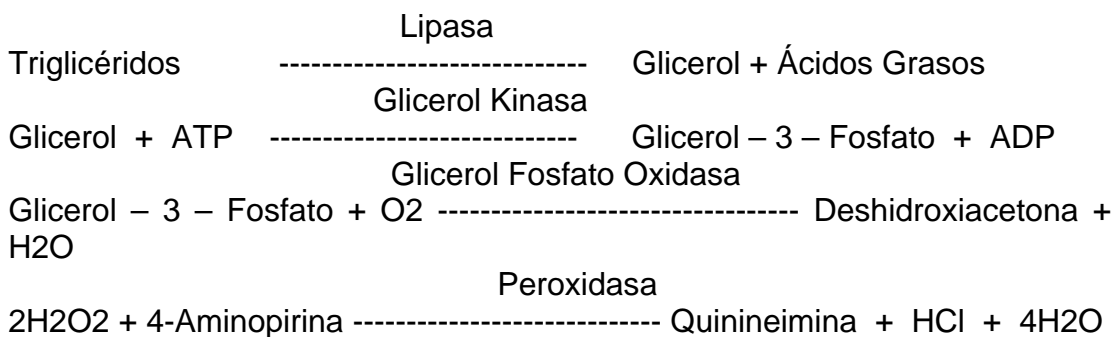 Lipasa
Triglicéridos ----------------------------- Glicerol + Ácidos Grasos
Glicerol Kinasa
Glicerol + ATP ----------------------------- Glicerol – 3 – Fosfato + ADP
Glicerol Fosfato Oxidasa
Glicerol – 3 – Fosfato + O2 ---------------------------------- Deshidroxiacetona +
H2O
Peroxidasa
2H2O2 + 4-Aminopirina ----------------------------- Quinineimina + HCl + 4H2O